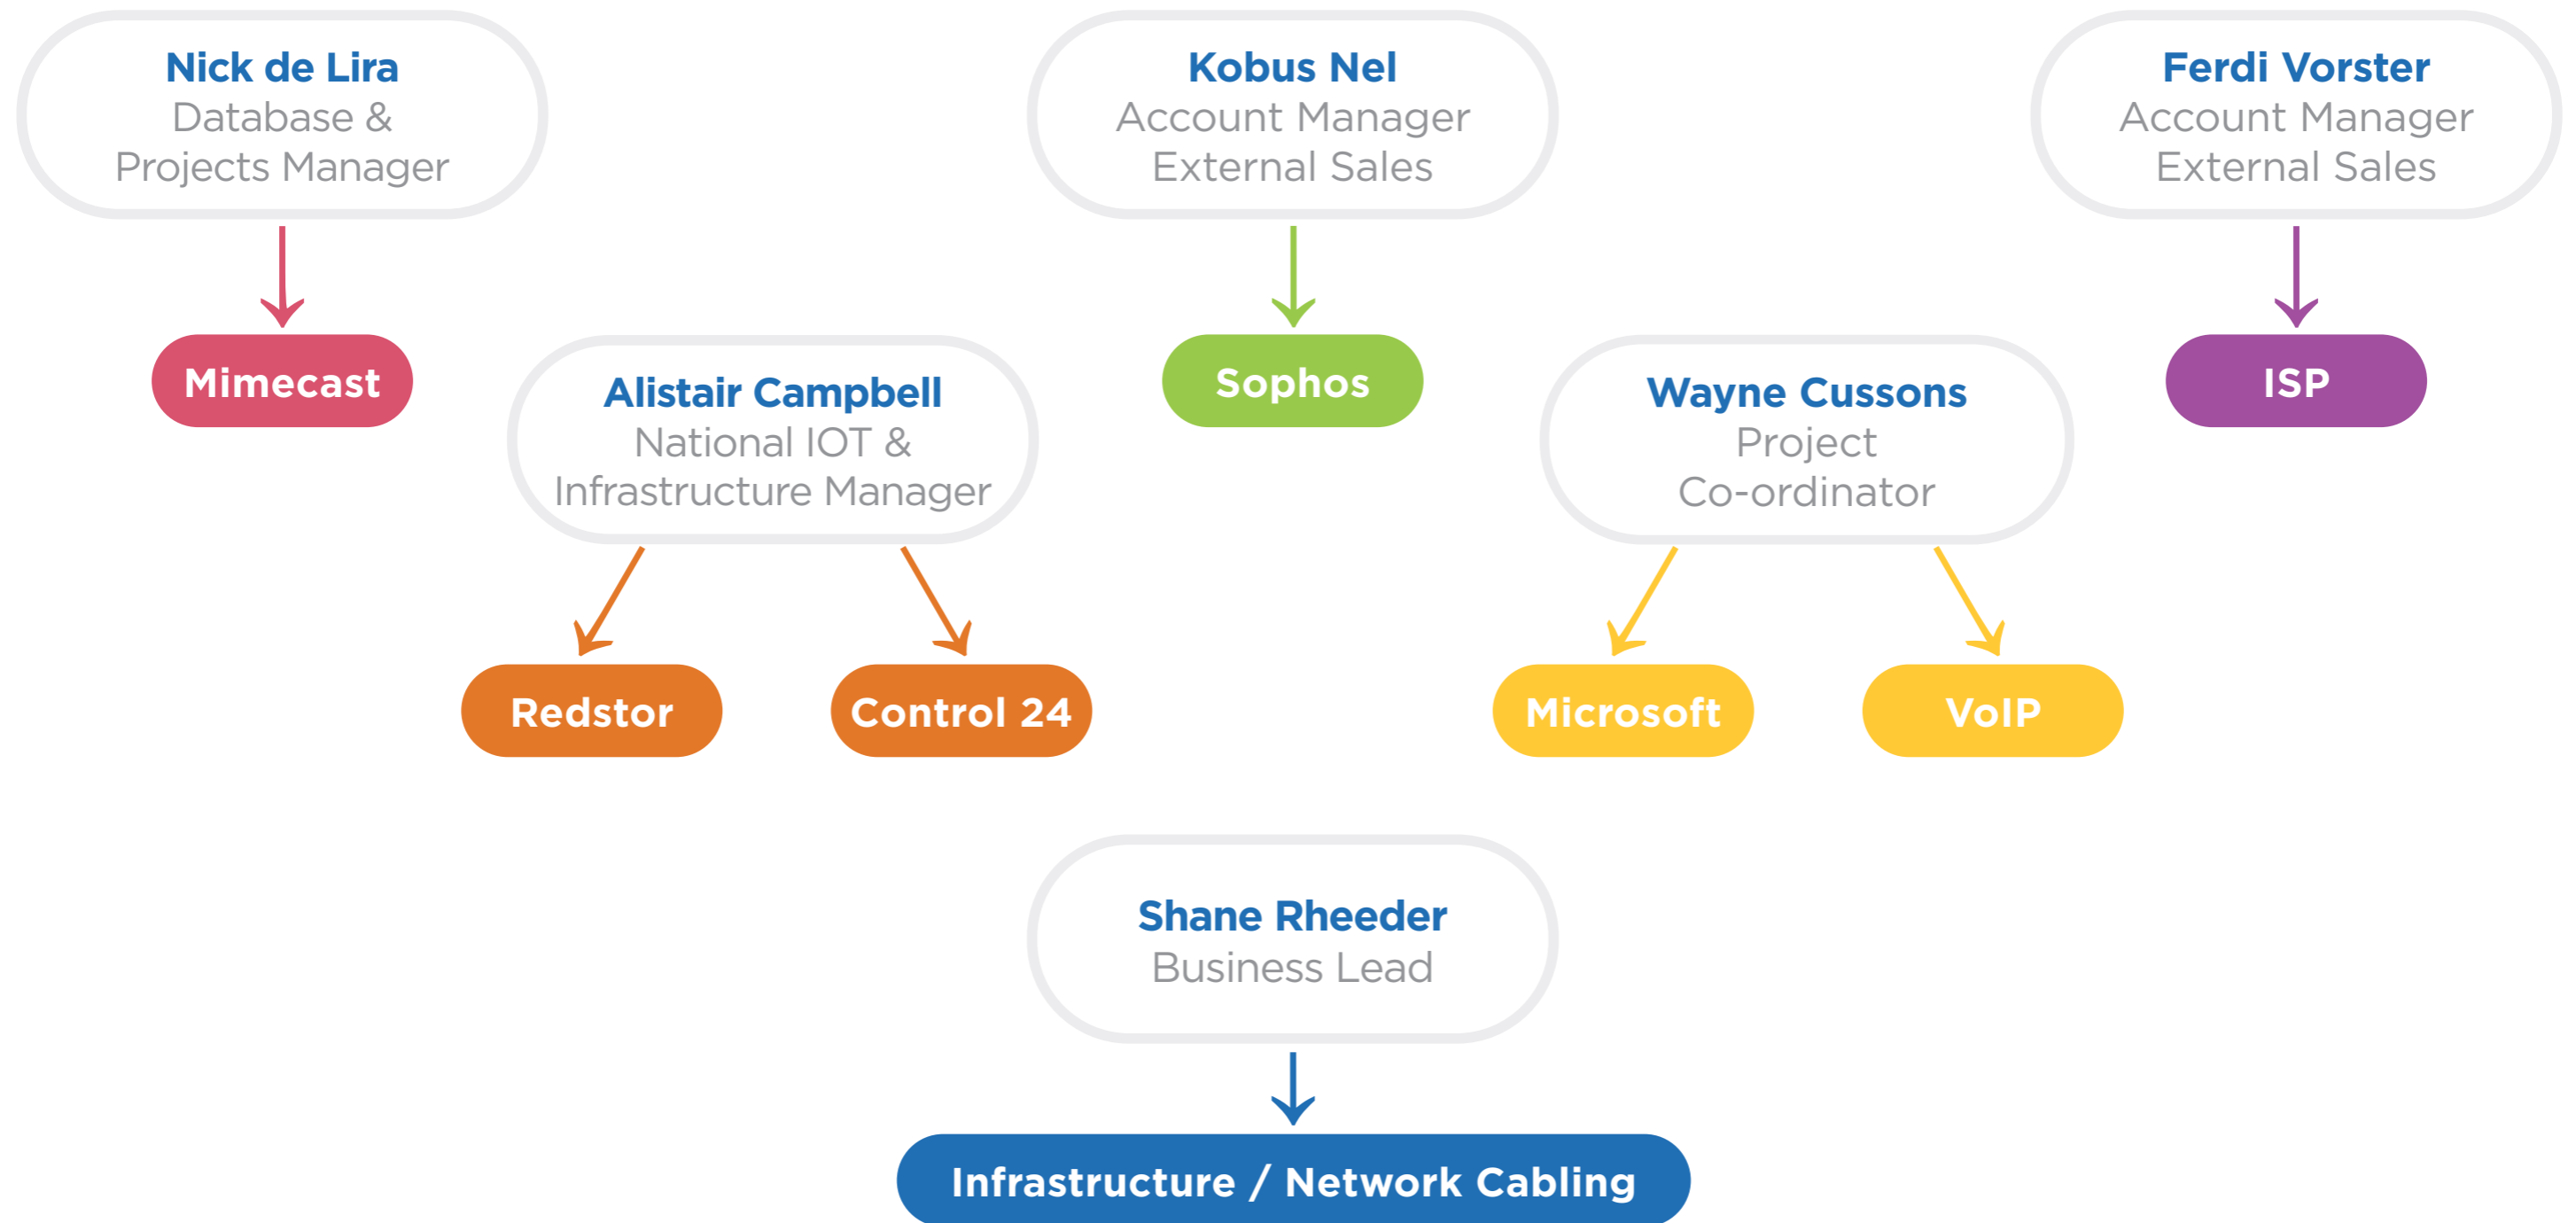 Nick de Lira
Database &
Projects Manager
Mimecast
Kobus Nel
Account Manager
External Sales
Sophos
Ferdi Vorster
Account Manager
External Sales
ISP
Alistair Campbell
National IOT &
Infrastructure Manager
Redstor
Control 24
Wayne Cussons
Project
Co-ordinator
Microsoft
VoIP
Shane Rheeder
Business Lead
Infrastructure / Network Cabling